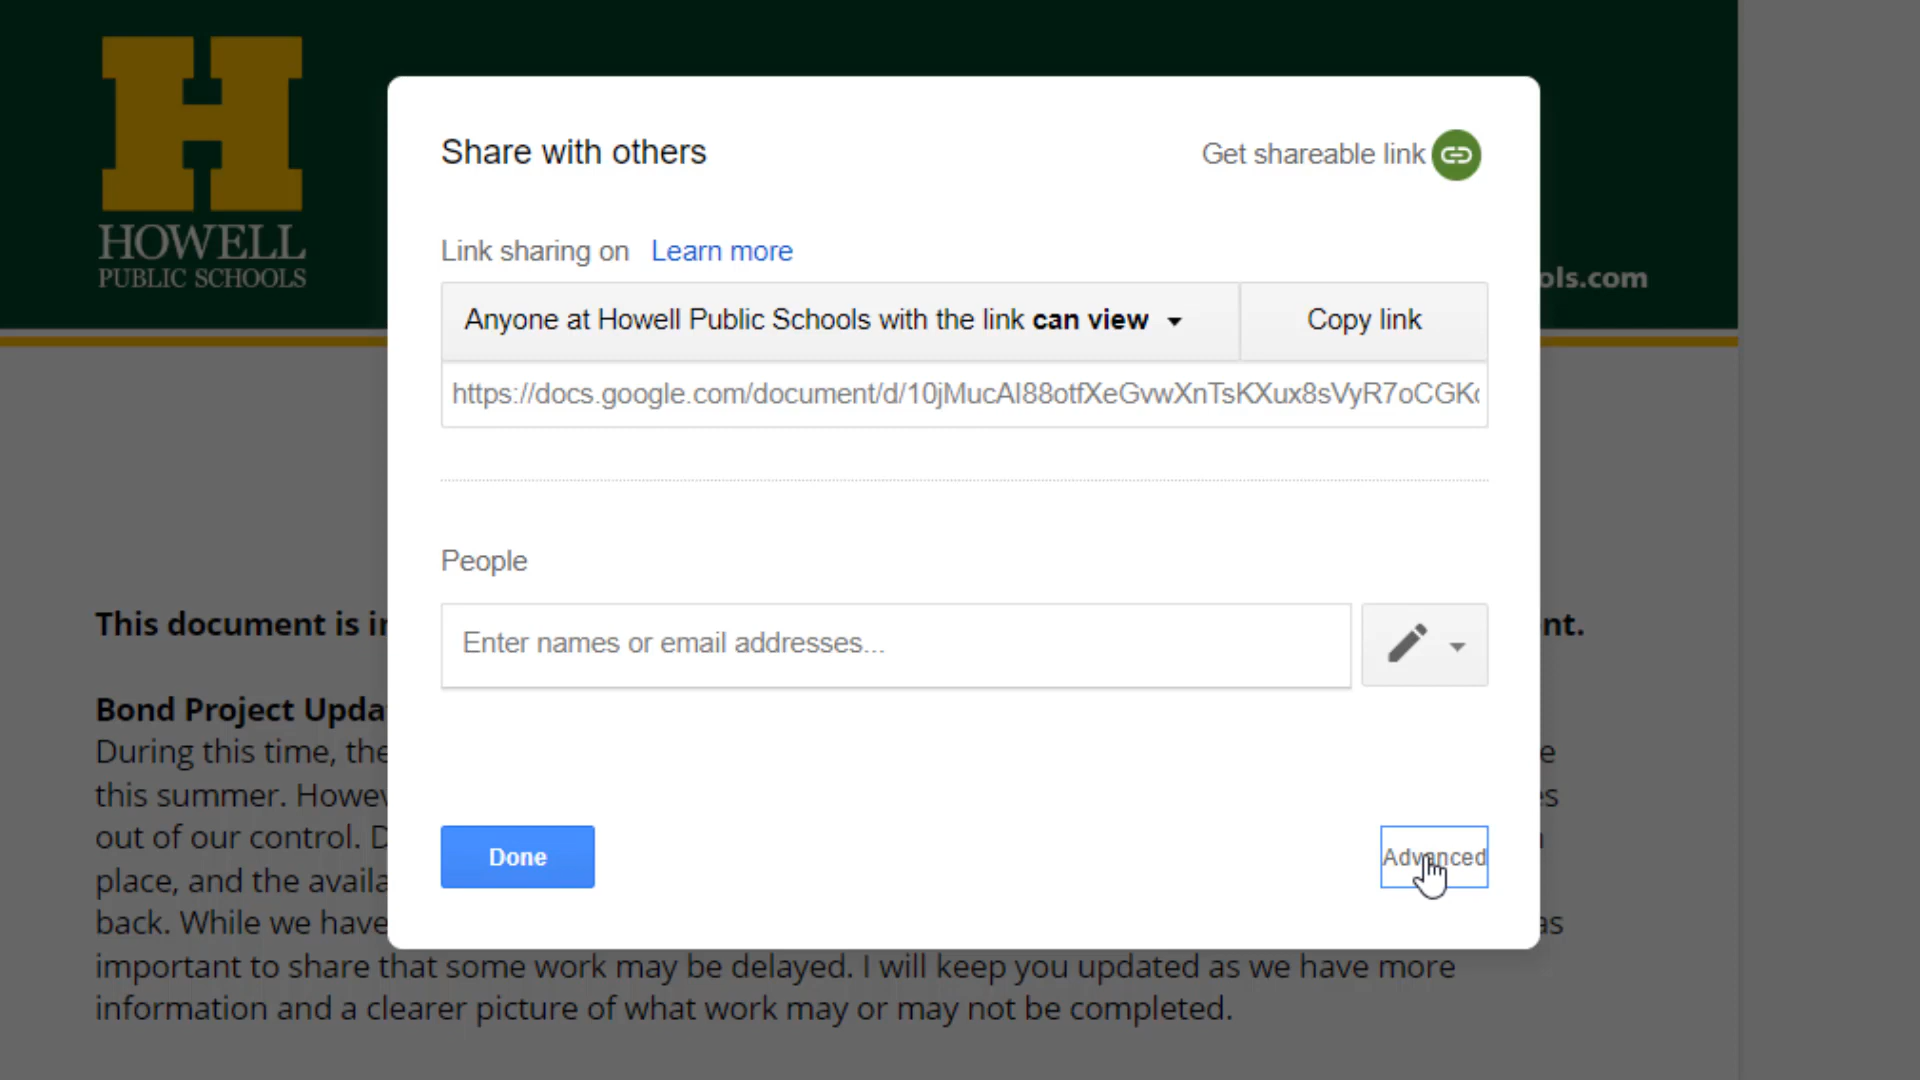 H
HOWELL
PUBLIC SCHOOLS
ols.com
Share with others
Get shareable link
Link sharing on Learn more
Anyone at Howell Public Schools with the link can view
Copy link
https://docs.google.com/document/d/10jMucAI88otfXeGvwXnTsKXux8sVyR7oCGK
People
Enter names or email addresses...
Done
Advanced
This document is i nt.
Bond Project Upda
During this time, the e
this summer. Howev es
out of our control. D
place, and the availa
back. While we have as
important to share that some work may be delayed. I will keep you updated as we have more
information and a clearer picture of what work may or may not be completed.